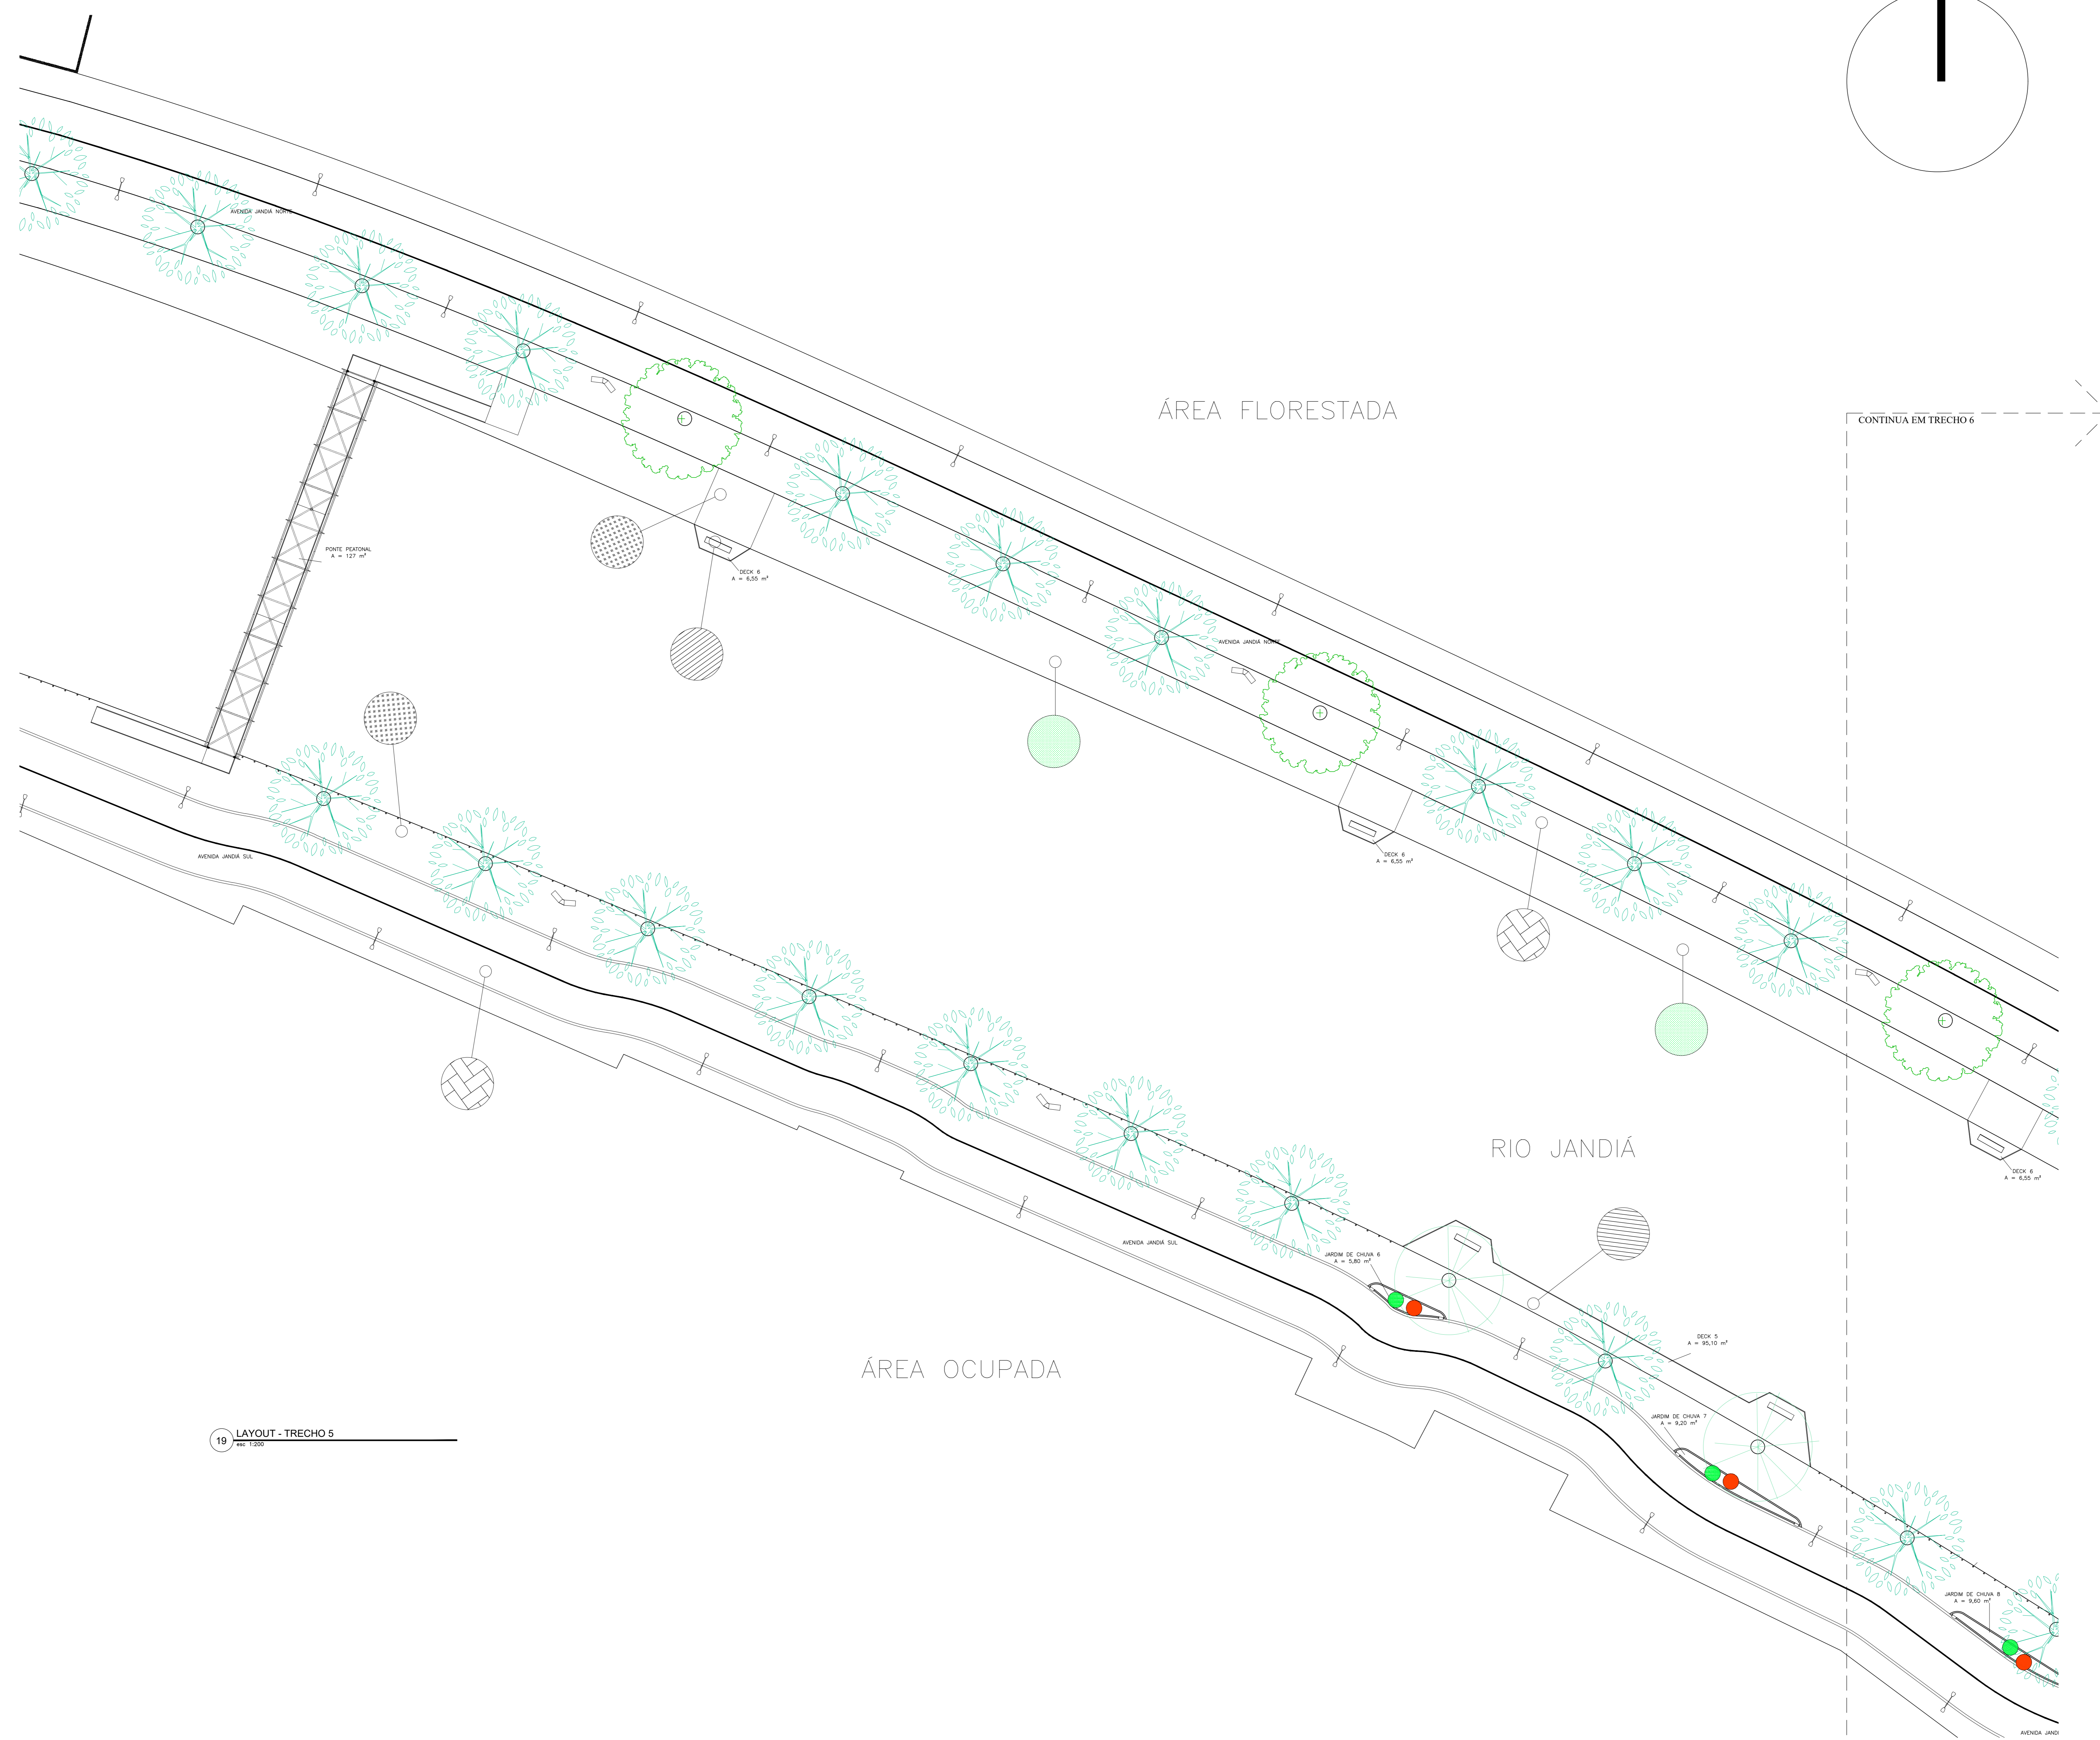 AVENIDA JANDIÁ NORTE
ÁREA FLORESTADA
CONTINUA EM TRECHO 6
PONTE PEATONAL
A = 127 m²
DECK 6
A = 6,55 m²
AVENIDA JANDIÁ NORTE
AVENIDA JANDIÁ SUL
DECK 6
A = 6,55 m²
RIO JANDIÁ
DECK 6
A = 6,55 m²
AVENIDA JANDIÁ SUL
JARDIM DE CHUVA 6
A = 5,80 m²
DECK 5
A = 95,10 m²
ÁREA OCUPADA
JARDIM DE CHUVA 7
A = 9,20 m²
19
LAYOUT - TRECHO 5
esc 1:200
JARDIM DE CHUVA 8
A = 9,60 m²
AVENIDA JANDI